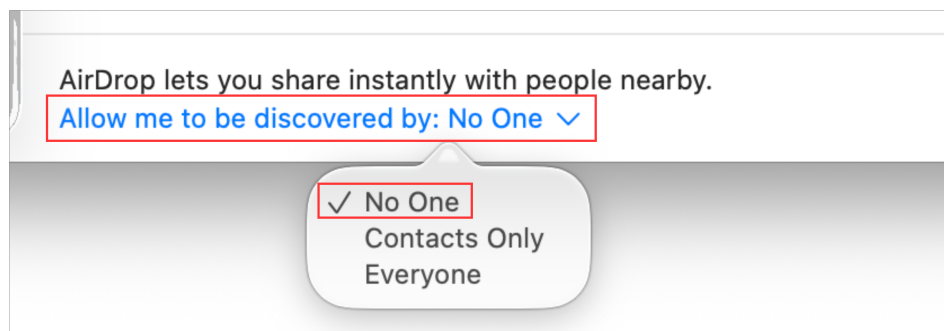 AirDrop lets you share instantly with people nearby.
Allow me to be discovered by: No One
No One
Contacts Only
Everyone